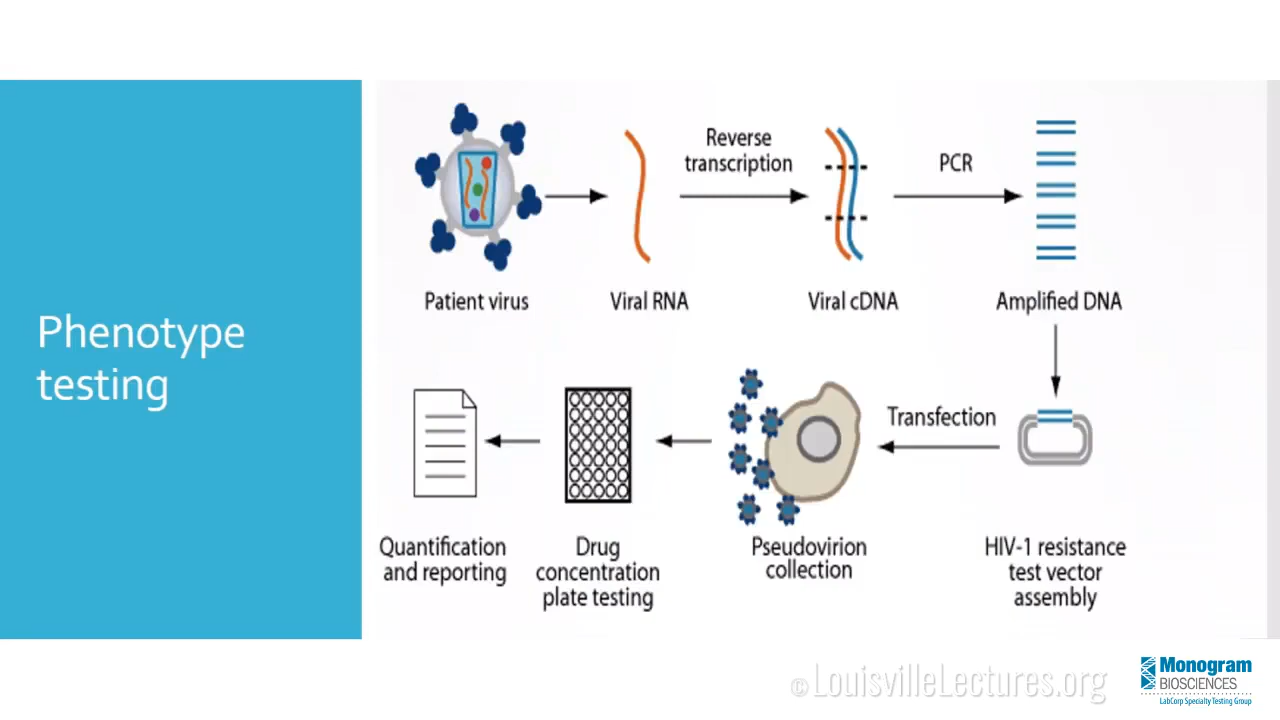 Phenotype
testing
Reverse
transcription
PCR
Patient virus
Viral RNA
Viral cDNA
Amplified DNA
Transfection
Quantification
and reporting
Drug
concentration
plate testing
Pseudovirion
collection
HIV-1 resistance
test vector
assembly
© LouisvilleLectures.org
Monogram
BIOSCIENCES
LabCorp Specialty Testing Group